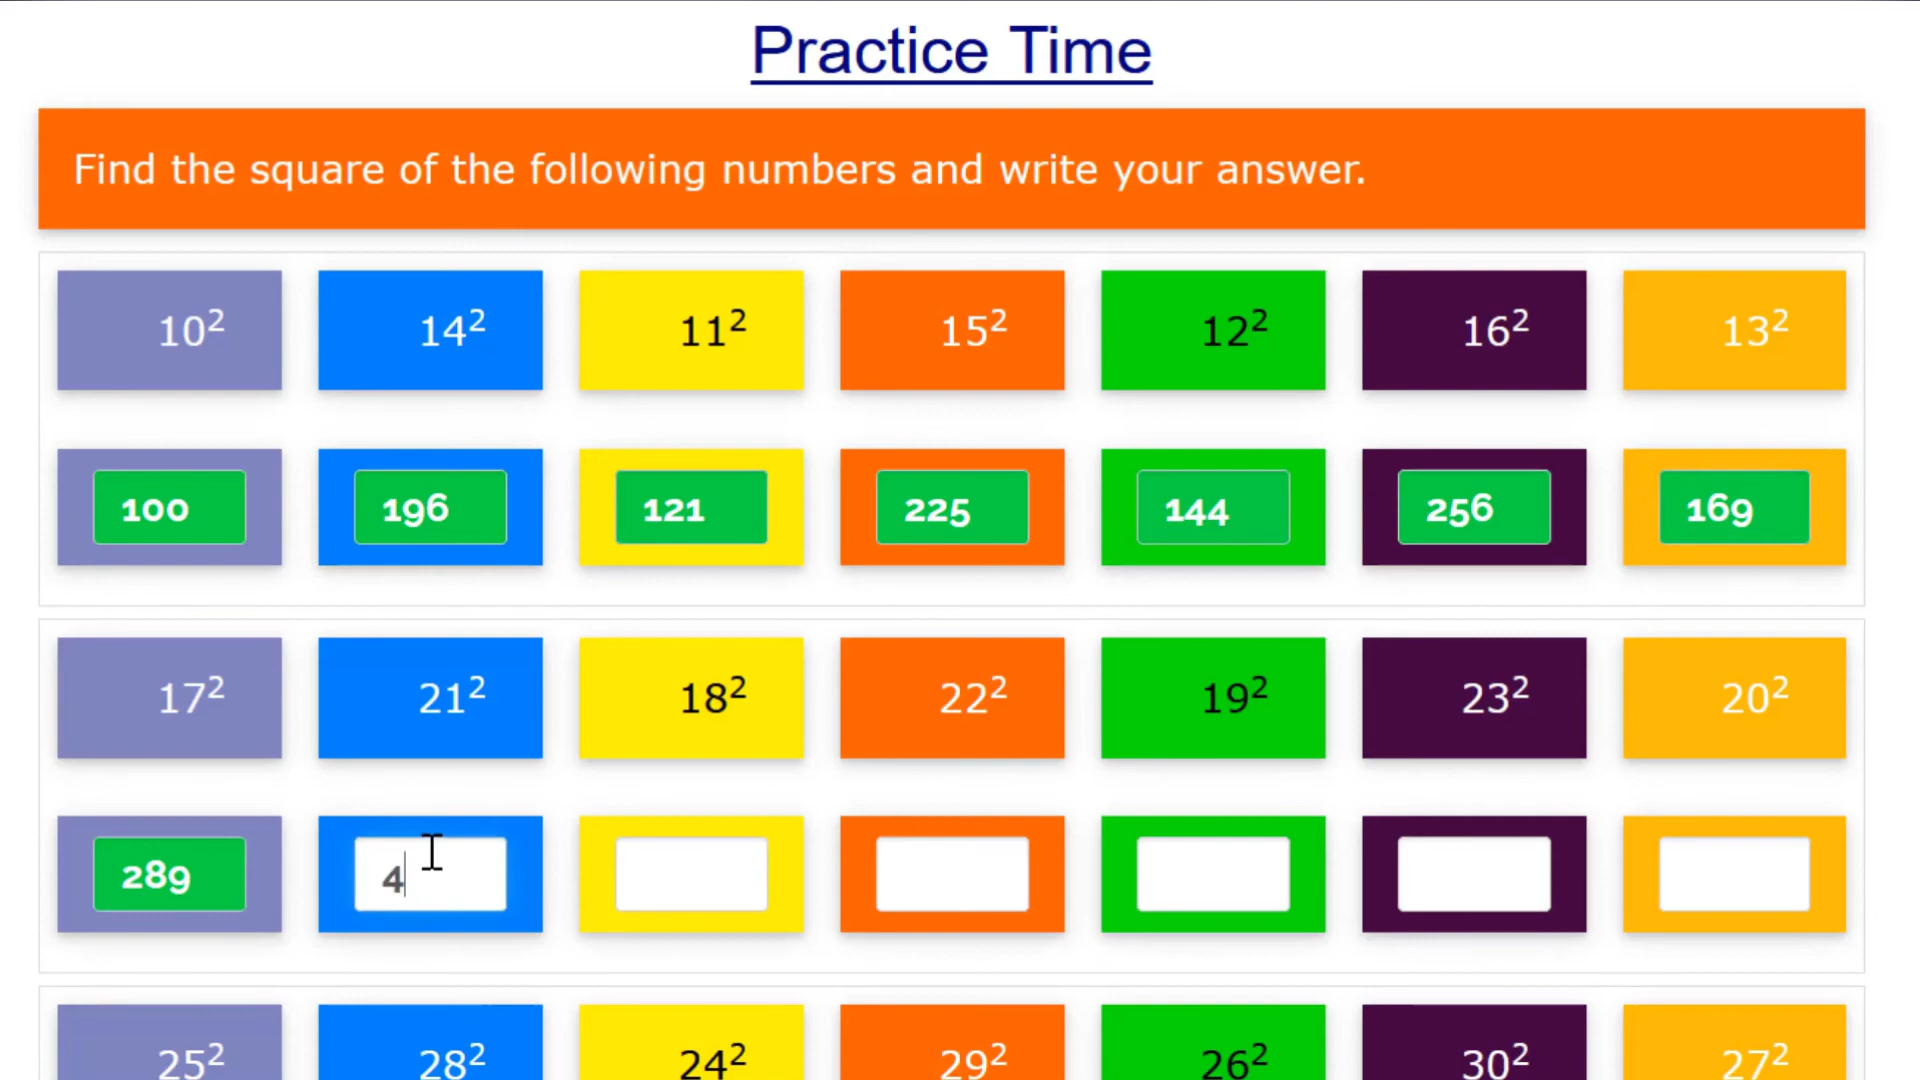 Practice Time
Find the square of the following numbers and write your answer.
10² 14² 11² 15² 12² 16² 13²
100 196 121 225 144 256 169
17² 21² 18² 22² 19² 23² 20²
289 4
25² 28² 24² 29² 26² 30² 27²